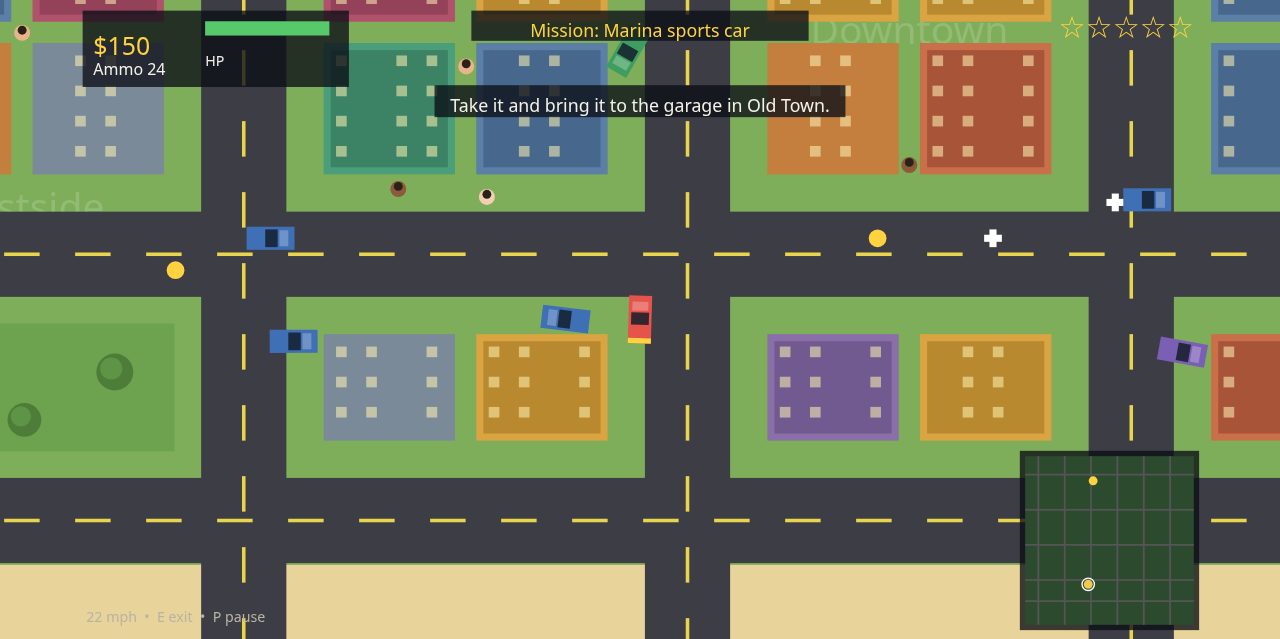 Mission: Marina sports car
Downtown
$150
Ammo 24
HP
Take it and bring it to the garage in Old Town.
stside
22 mph • E exit • P pause